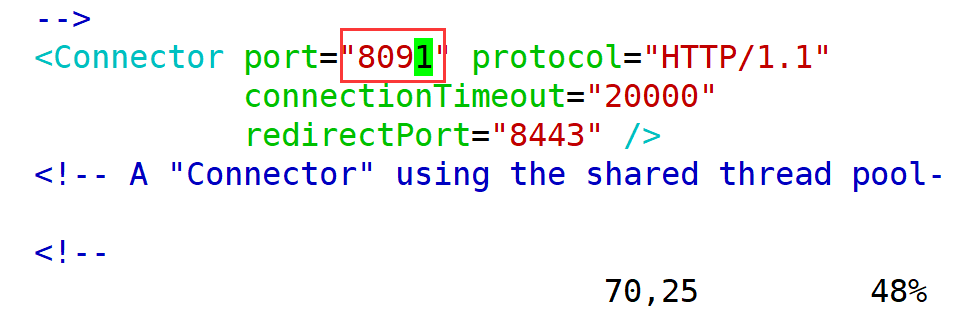 -->
<Connector port="8091" protocol="HTTP/1.1"
connectionTimeout="20000"
redirectPort="8443" />
<!-- A "Connector" using the shared thread pool-
<!--
70,25 48%